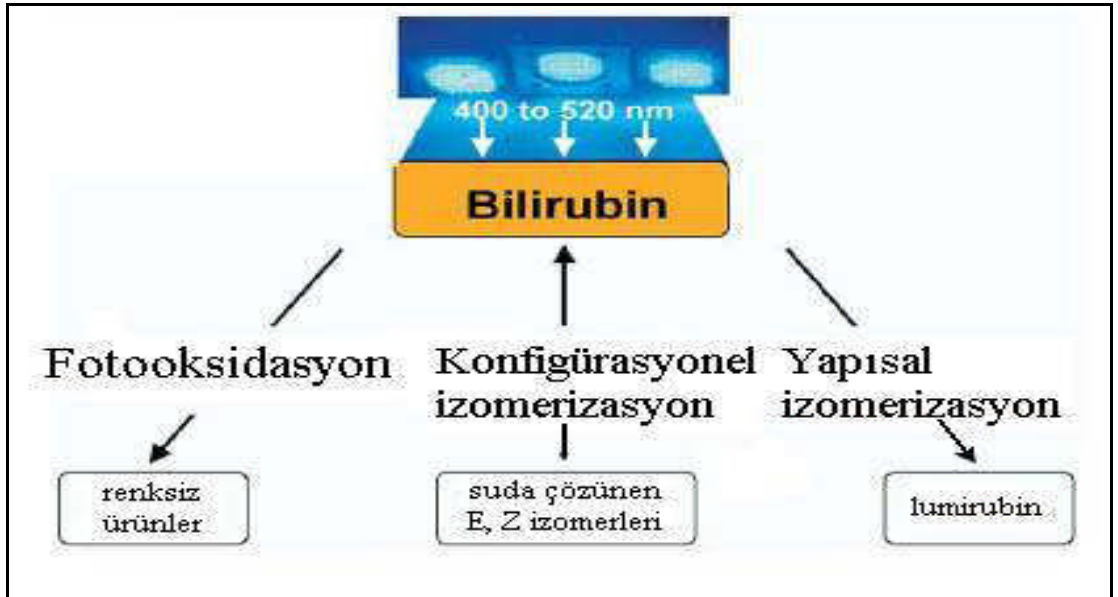 400 to 520 nm
Bilirubin
Fotooksidasyon
Konfigürasyonel
izomerizasyon
Yapısal
izomerizasyon
renksiz
ürünler
suda çözünen
E, Z izomerleri
lumirubin